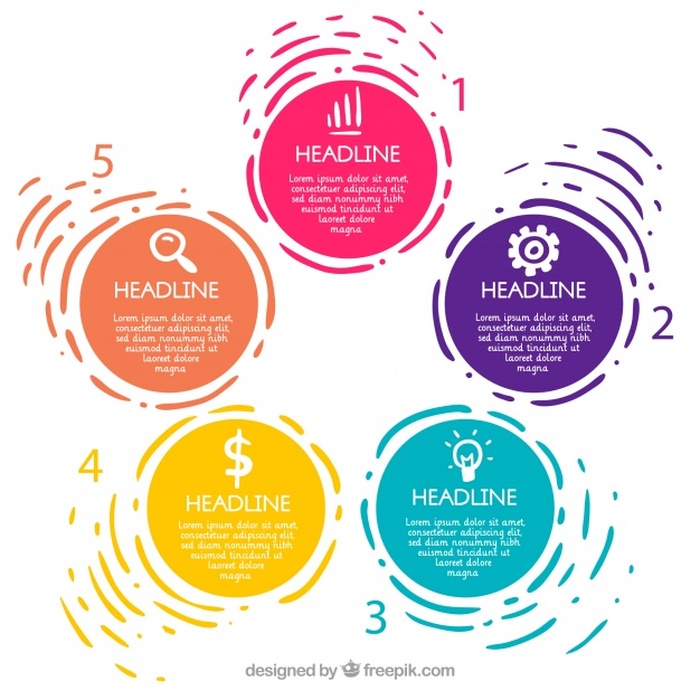 1
HEADLINE
Lorem ipsum dolor sit amet,
consectetuer adipiscing elit,
sed diam nonummy nibh
euismod tincidunt ut
laoreet dolore
magna
2
HEADLINE
Lorem ipsum dolor sit amet,
consectetuer adipiscing elit,
sed diam nonummy nibh
euismod tincidunt ut
laoreet dolore
magna
3
HEADLINE
Lorem ipsum dolor sit amet,
consectetuer adipiscing elit,
sed diam nonummy nibh
euismod tincidunt ut
laoreet dolore
magna
4
$
HEADLINE
Lorem ipsum dolor sit amet,
consectetuer adipiscing elit,
sed diam nonummy nibh
euismod tincidunt ut
laoreet dolore
magna
5
HEADLINE
Lorem ipsum dolor sit amet,
consectetuer adipiscing elit,
sed diam nonummy nibh
euismod tincidunt ut
laoreet dolore
magna
designed by freepik.com